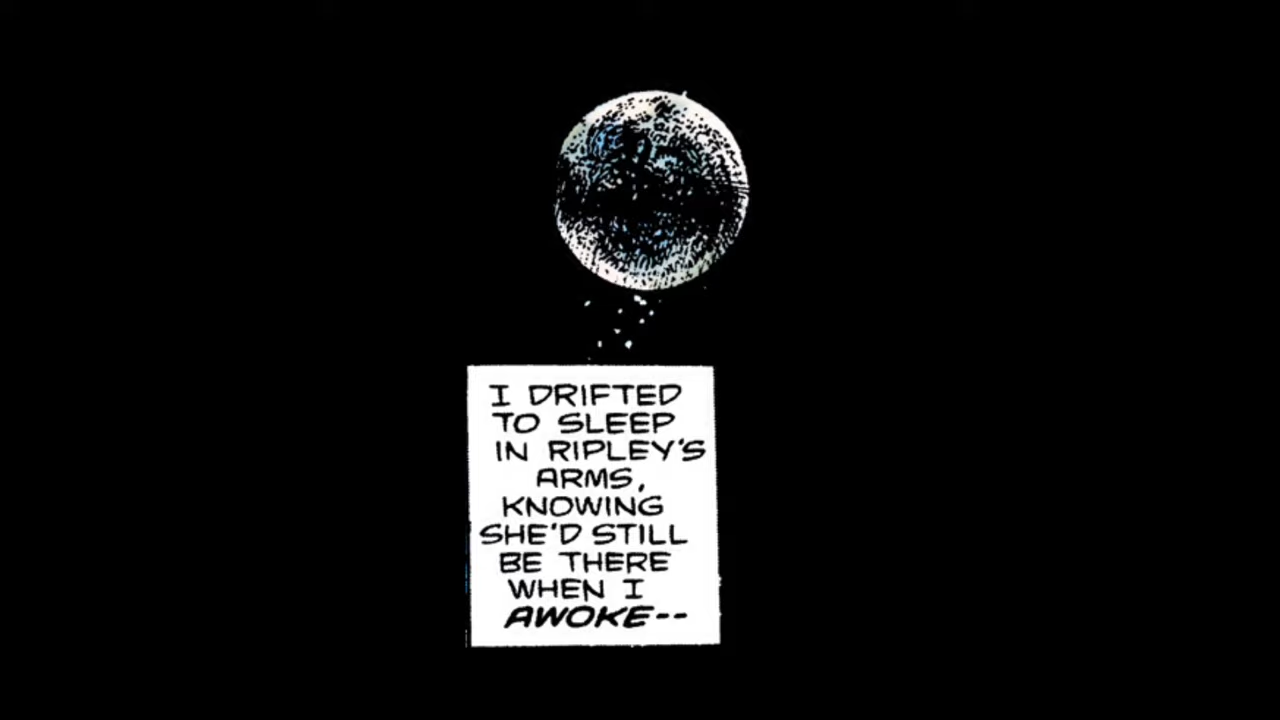 I DRIFTED
TO SLEEP
IN RIPLEY'S
ARMS,
KNOWING
SHE'D STILL
BE THERE
WHEN I
AWOKE--